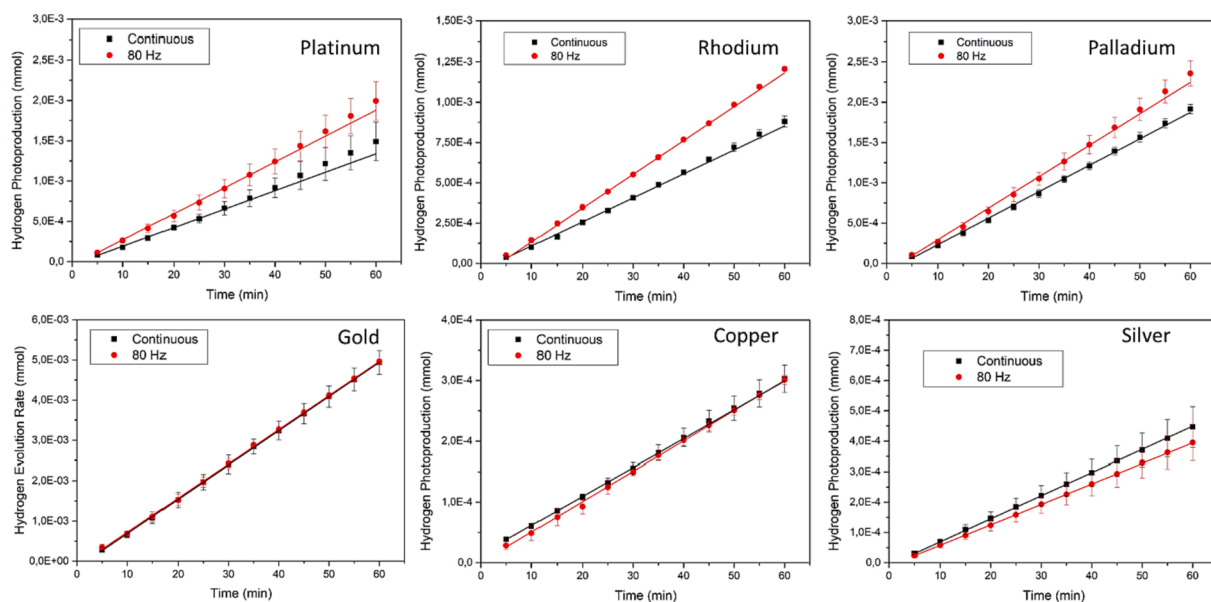 Platinum
Continuous
80 Hz
Hydrogen Photoproduction (mmol)
3,0E-3
2,5E-3
2,0E-3
1,5E-3
1,0E-3
5,0E-4
0,0
0 10 20 30 40 50 60
Time (min)
Rhodium
Continuous
80 Hz
Hydrogen Photoproduction (mmol)
1,50E-3
1,25E-3
1,00E-3
7,50E-4
5,00E-4
2,50E-4
0,00
0 10 20 30 40 50 60
Time (min)
Palladium
Continuous
80 Hz
Hydrogen Photoproduction (mmol)
3,0E-3
2,5E-3
2,0E-3
1,5E-3
1,0E-3
5,0E-4
0,0
0 10 20 30 40 50 60
Time (min)
Gold
Continuous
80 Hz
Hydrogen Evolution Rate (mmol)
6,0E-03
5,0E-03
4,0E-03
3,0E-03
2,0E-03
1,0E-03
0,0E+00
0 10 20 30 40 50 60
Time (min)
Copper
Continuous
80 Hz
Hydrogen Photoproduction (mmol)
4,0E-4
3,0E-4
2,0E-4
1,0E-4
0,0
0 10 20 30 40 50 60
Time (min)
Silver
Continuous
80 Hz
Hydrogen Photoproduction (mmol)
8,0E-4
7,0E-4
6,0E-4
5,0E-4
4,0E-4
3,0E-4
2,0E-4
1,0E-4
0,0
0 10 20 30 40 50 60
Time (min)